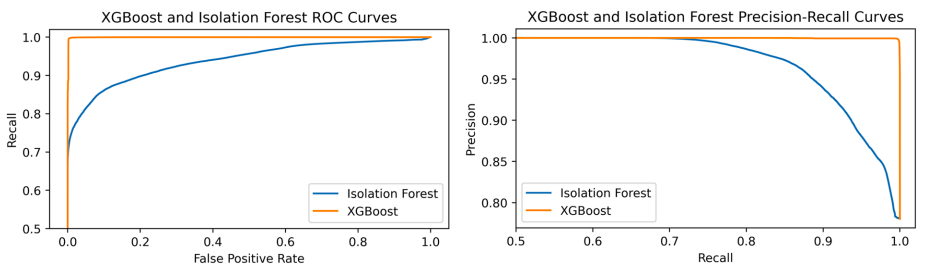 XGBoost and Isolation Forest ROC Curves
1.0
0.9
0.8
0.7
0.6
0.5
Recall
0.0 0.2 0.4 0.6 0.8 1.0
False Positive Rate
Isolation Forest
XGBoost
XGBoost and Isolation Forest Precision-Recall Curves
1.00
0.95
0.90
0.85
0.80
Precision
0.5 0.6 0.7 0.8 0.9 1.0
Recall
Isolation Forest
XGBoost